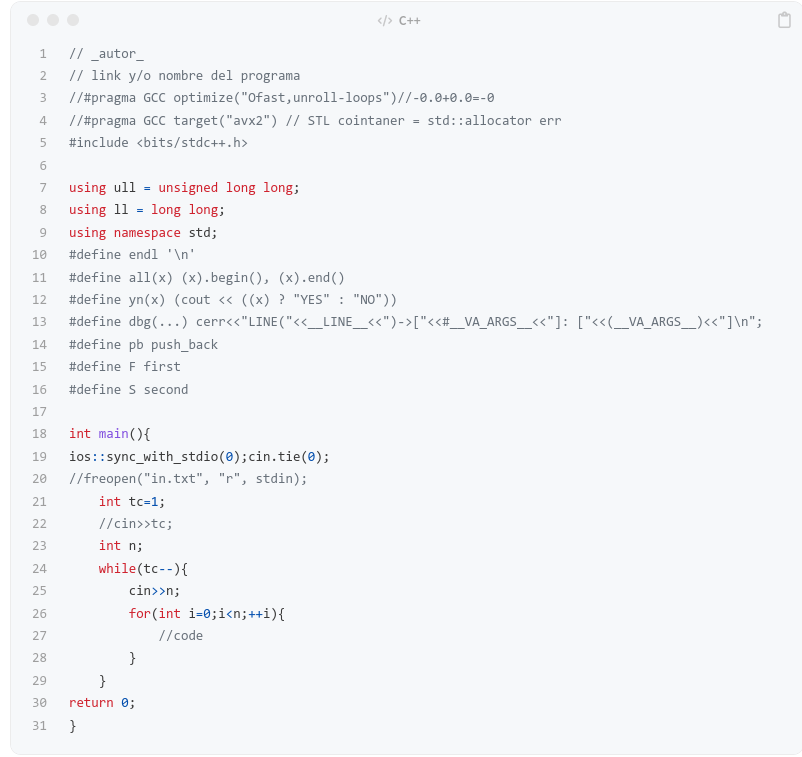 </> C++
1 // _autor_
2 // link y/o nombre del programa
3 //#pragma GCC optimize("Ofast,unroll-loops")//-0.0+0.0=-0
4 //#pragma GCC target("avx2") // STL cointaner = std::allocator err
5 #include <bits/stdc++.h>
6
7 using ull = unsigned long long;
8 using ll = long long;
9 using namespace std;
10 #define endl '\n'
11 #define all(x) (x).begin(), (x).end()
12 #define yn(x) (cout << ((x) ? "YES" : "NO"))
13 #define dbg(...) cerr<<"LINE("<<__LINE__<<")->["<<#__VA_ARGS__<<"]: ["<<(__VA_ARGS__)<<"]\n";
14 #define pb push_back
15 #define F first
16 #define S second
17
18 int main(){
19 ios::sync_with_stdio(0);cin.tie(0);
20 //freopen("in.txt", "r", stdin);
21     int tc=1;
22     //cin>>tc;
23     int n;
24     while(tc--){
25         cin>>n;
26         for(int i=0;i<n;++i){
27             //code
28         }
29     }
30 return 0;
31 }